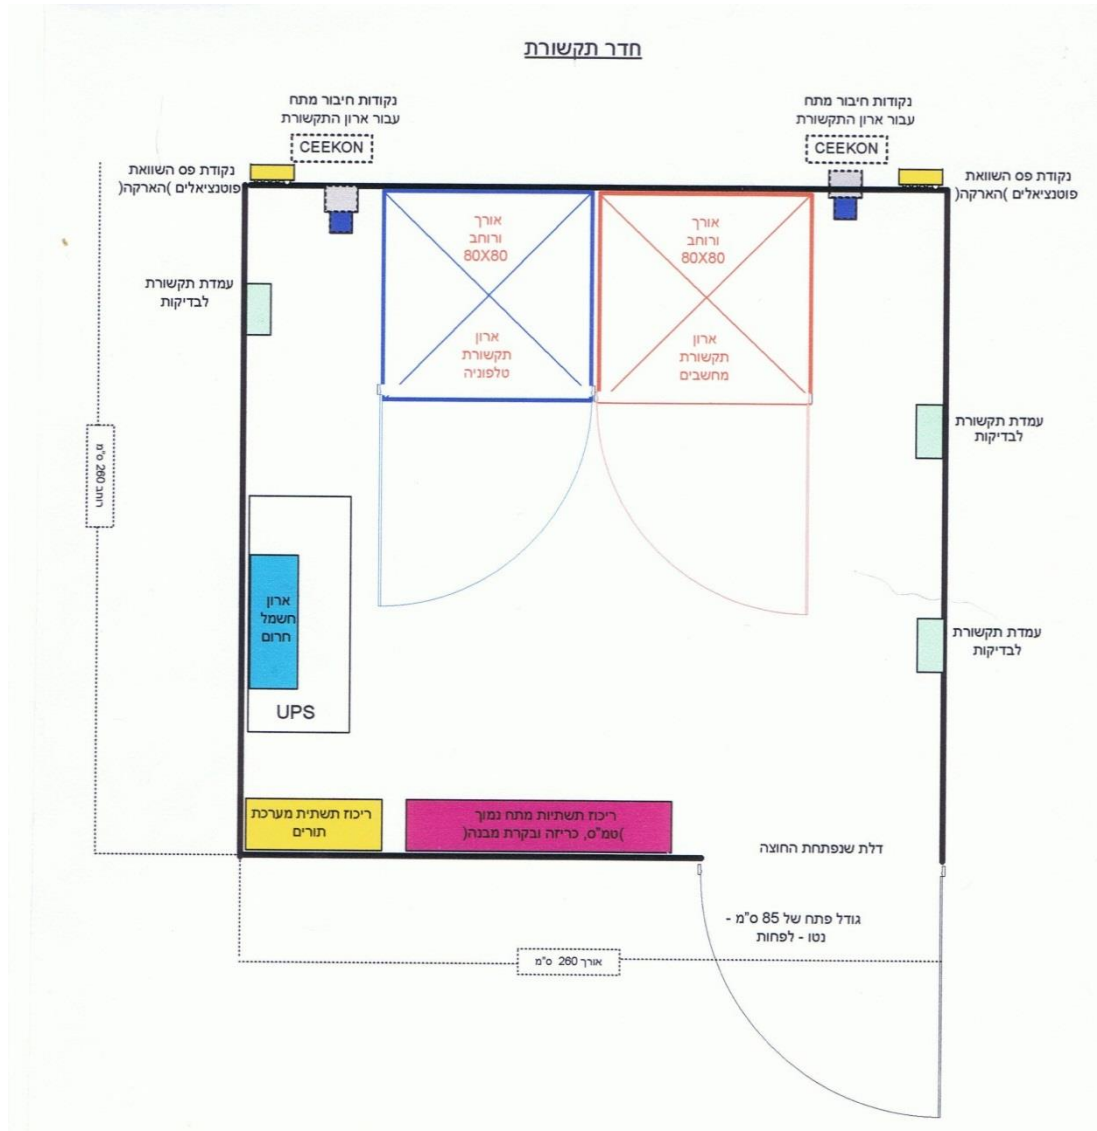 חדר תקשורת
נקודות חיבור מתח
עבור ארון התקשורת
CEEKON
נקודות חיבור מתח
עבור ארון התקשורת
CEEKON
נקודת פס השוואת
פוטנציאלים )הארקה(
נקודת פס השוואת
פוטנציאלים )הארקה(
אורך
ורוחב
80X80
ארון
תקשורת
מחשבים
אורך
ורוחב
80X80
ארון
תקשורת
טלפוניה
עמדת תקשורת
לבדיקות
עמדת תקשורת
לבדיקות
עמדת תקשורת
לבדיקות
רוחב 260 ס"מ
ארון
חשמל
חרום
UPS
ריכוז תשתיות מתח נמוך
)טמ"ס, כריזה ובקרת מבנה(
ריכוז תשתית מערכת
תורים
דלת שנפתחת החוצה
גודל פתח של 85 ס"מ -
נטו - לפחות
אורך 260 ס"מ